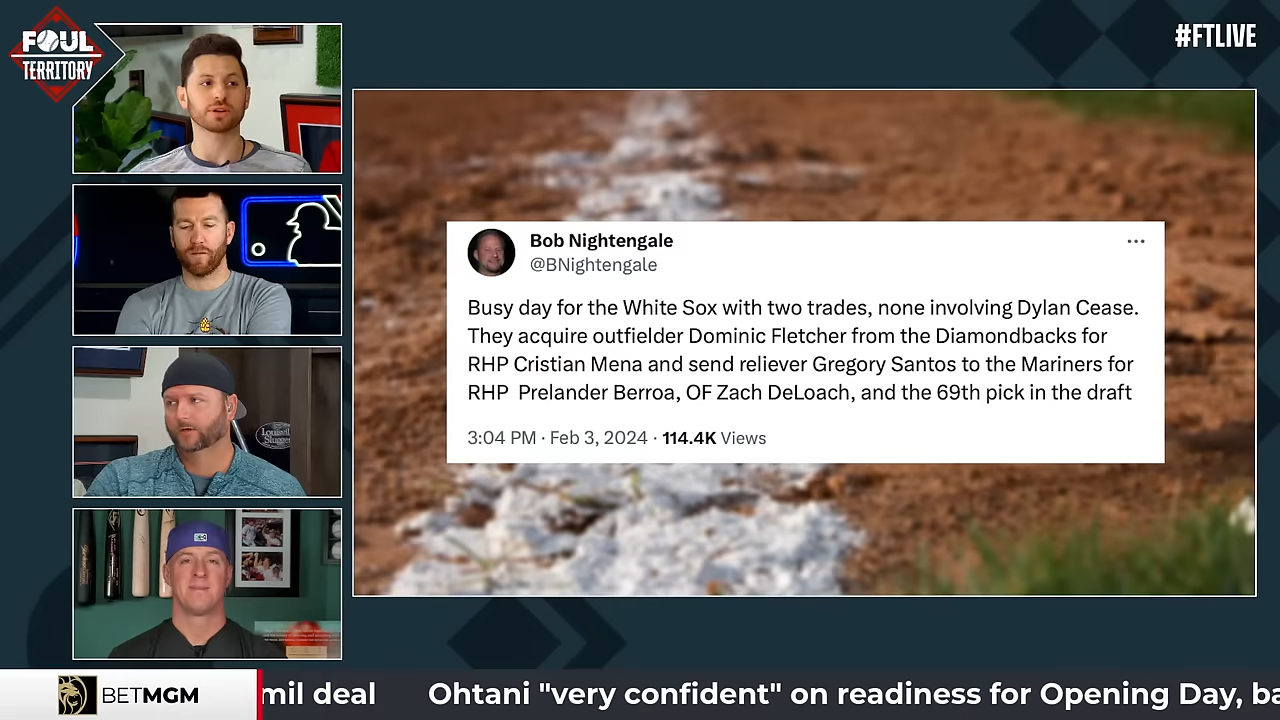 FOUL
TERRITORY
#FTLIVE
Bob Nightengale
@BNightengale
Busy day for the White Sox with two trades, none involving Dylan Cease.
They acquire outfielder Dominic Fletcher from the Diamondbacks for
RHP Cristian Mena and send reliever Gregory Santos to the Mariners for
RHP Prelander Berroa, OF Zach DeLoach, and the 69th pick in the draft
3:04 PM · Feb 3, 2024 · 114.4K Views
Louisville
Slugger
BETMGM
mil deal Ohtani "very confident" on readiness for Opening Day, ba